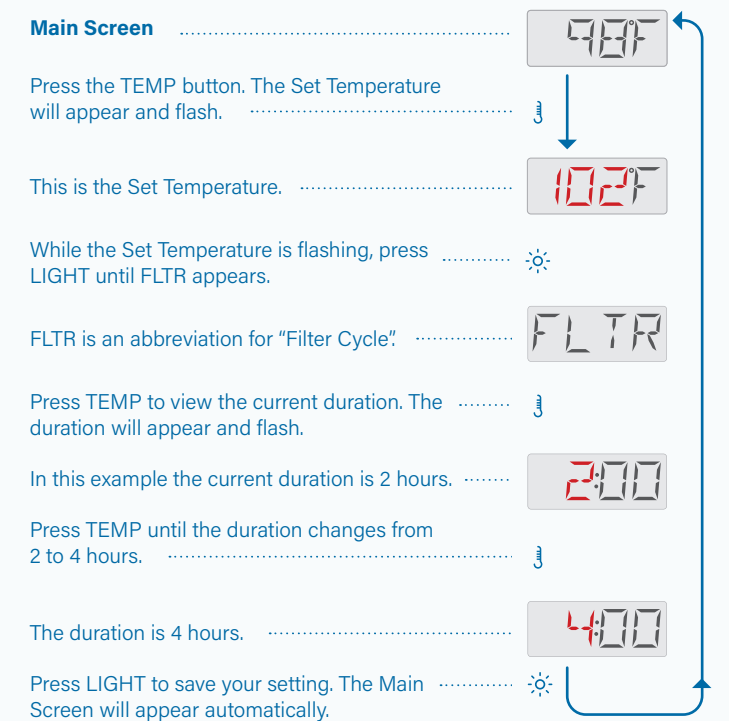 Main Screen
98°F
Press the TEMP button. The Set Temperature
will appear and flash.
This is the Set Temperature.
102°F
While the Set Temperature is flashing, press
LIGHT until FLTR appears.
FLTR is an abbreviation for “Filter Cycle”.
FLTR
Press TEMP to view the current duration. The
duration will appear and flash.
In this example the current duration is 2 hours.
2:00
Press TEMP until the duration changes from
2 to 4 hours.
The duration is 4 hours.
4:00
Press LIGHT to save your setting. The Main
Screen will appear automatically.